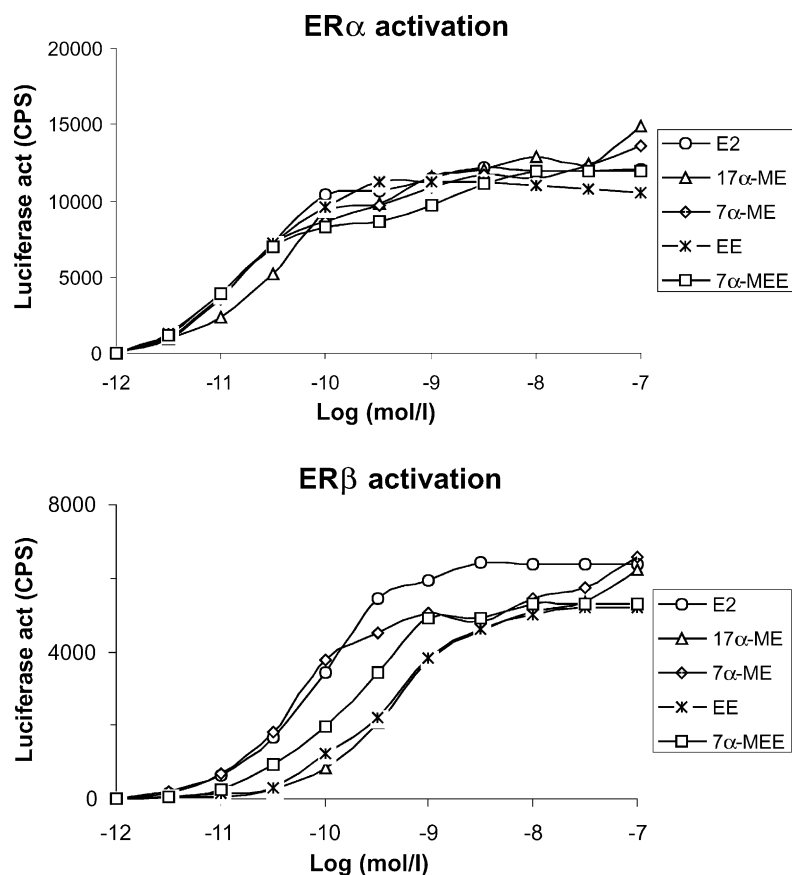 ERα activation
20000
15000
10000
5000
0
Luciferase act (CPS)
-12 -11 -10 -9 -8 -7
Log (mol/l)
E2
17α-ME
7α-ME
EE
7α-MEE
ERβ activation
8000
4000
0
Luciferase act (CPS)
-12 -11 -10 -9 -8 -7
Log (mol/l)
E2
17α-ME
7α-ME
EE
7α-MEE